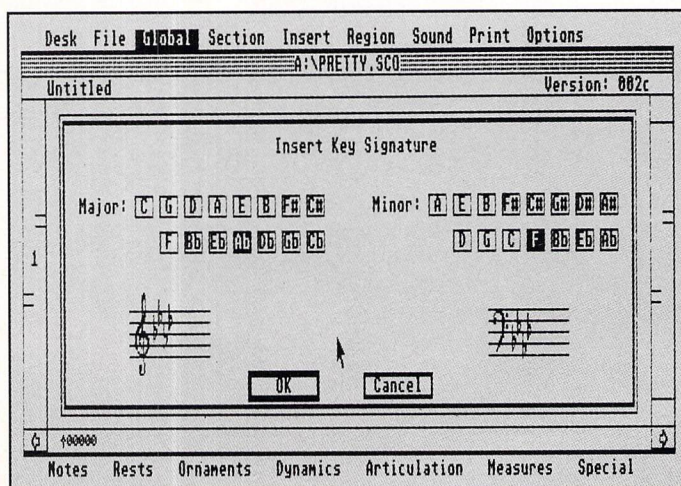 Desk File Global Section Insert Region Sound Print Options
A:\PRETTY.SCO
Untitled Version: 002c
Insert Key Signature
Major: C G D A E B F# C# Minor: A E B F# C# G# D# A#
F Bb Eb Ab Db Gb Cb D G C F Bb Eb Ab
1
OK Cancel
↑00000
Notes Rests Ornaments Dynamics Articulation Measures Special